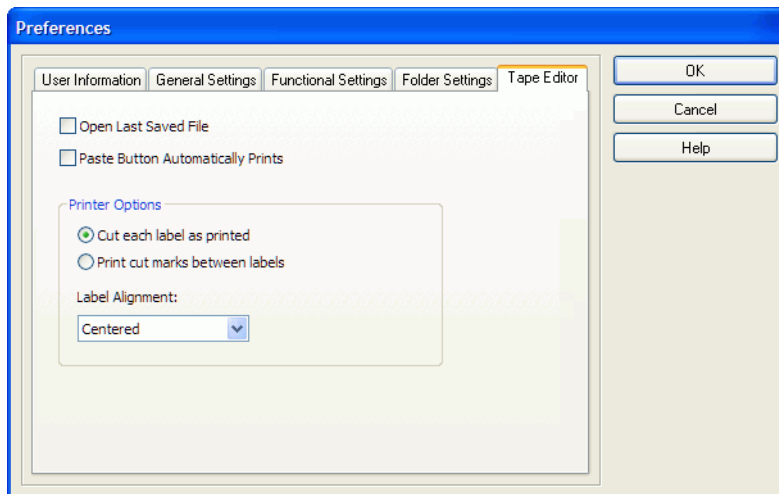 Preferences
User Information General Settings Functional Settings Folder Settings Tape Editor
Open Last Saved File
Paste Button Automatically Prints
Printer Options
Cut each label as printed
Print cut marks between labels
Label Alignment:
Centered
OK
Cancel
Help